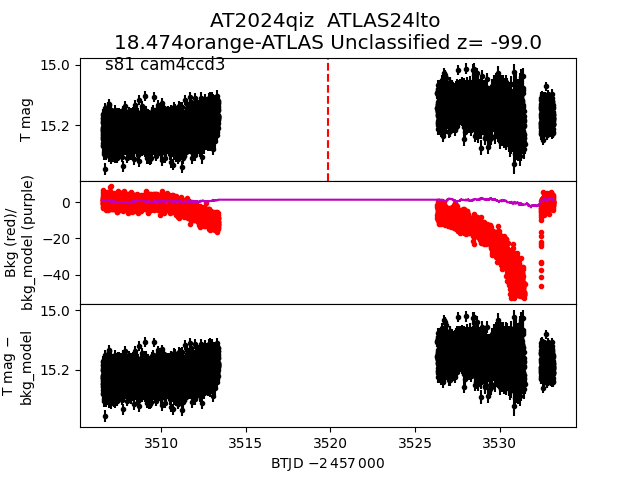 AT2024qiz  ATLAS24lto
18.474orange-ATLAS Unclassified z= -99.0
s81 cam4ccd3
15.0
15.2
T mag
0
−20
−40
Bkg (red)/
bkg_model (purple)
15.0
15.2
T mag −
bkg_model
3510
3515
3520
3525
3530
BTJD −2 457 000